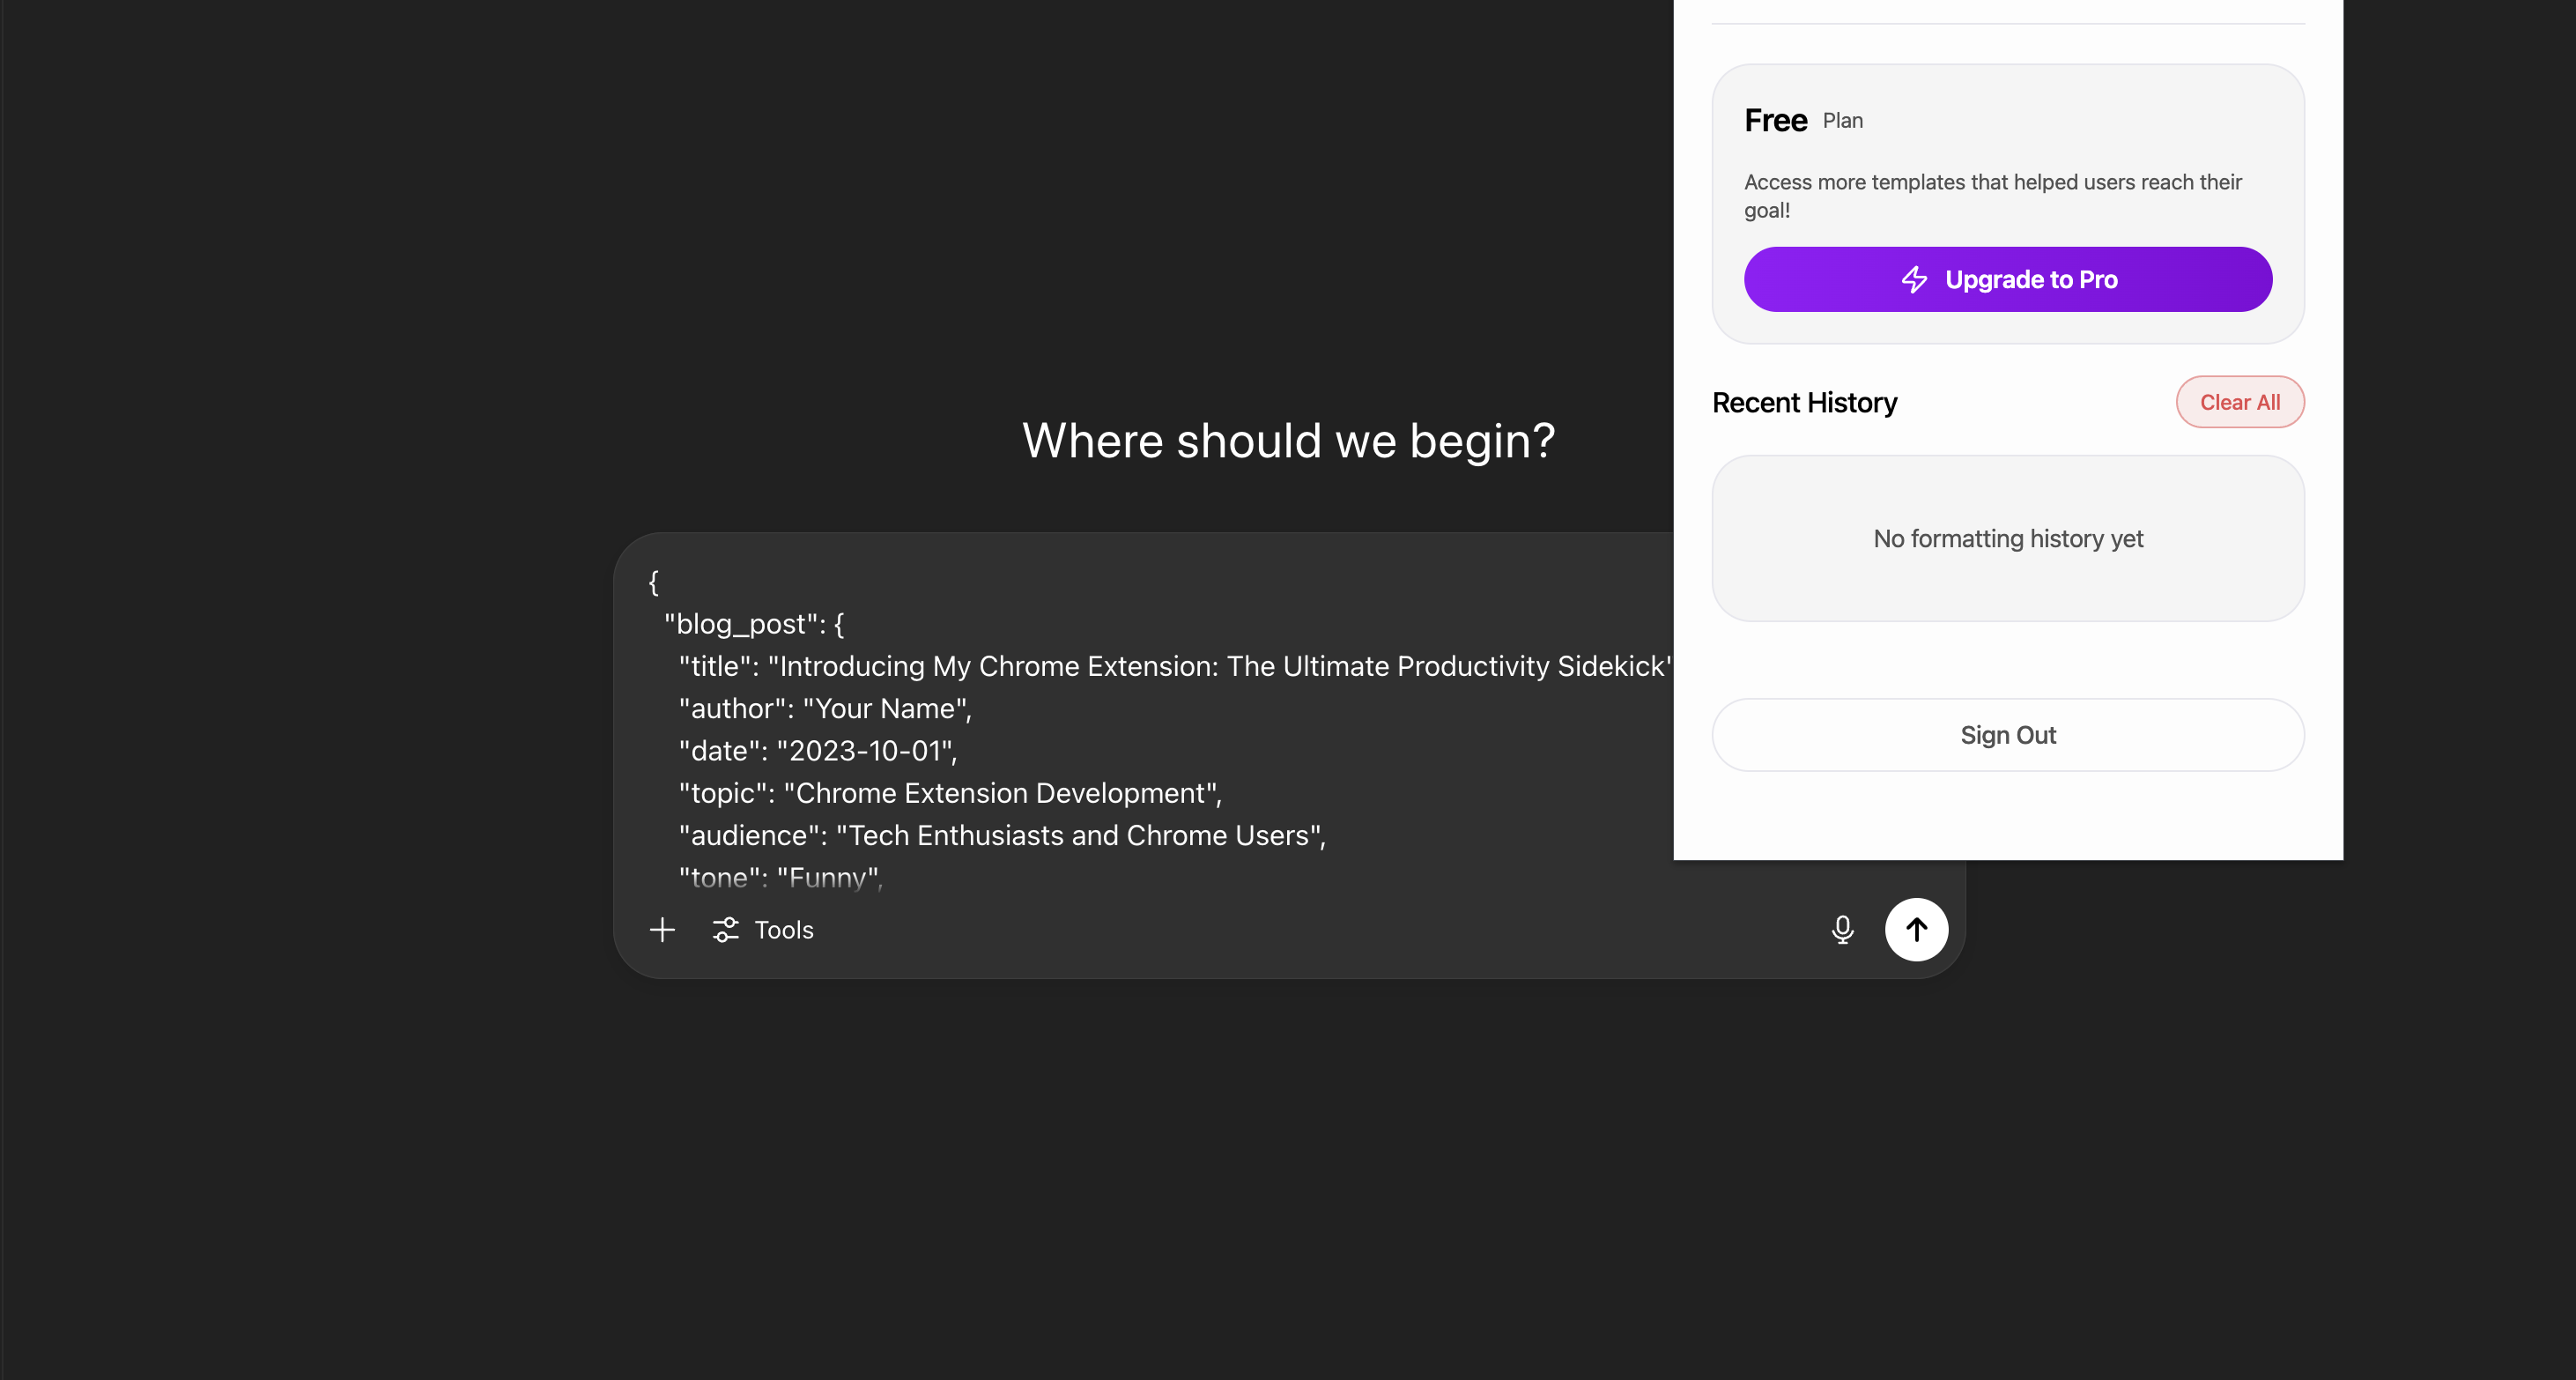 Where should we begin?
{
"blog_post": {
"title": "Introducing My Chrome Extension: The Ultimate Productivity Sidekick"
"author": "Your Name",
"date": "2023-10-01",
"topic": "Chrome Extension Development",
"audience": "Tech Enthusiasts and Chrome Users",
"tone": "Funny",
Tools
Free Plan
Access more templates that helped users reach their
goal!
Upgrade to Pro
Recent History
Clear All
No formatting history yet
Sign Out